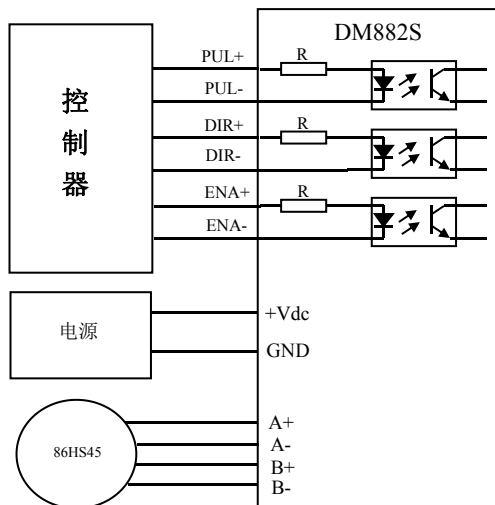 DM882S
PUL+
R
PUL-
控制器
DIR+
R
DIR-
ENA+
R
ENA-
电源
+Vdc
GND
86HS45
A+
A-
B+
B-